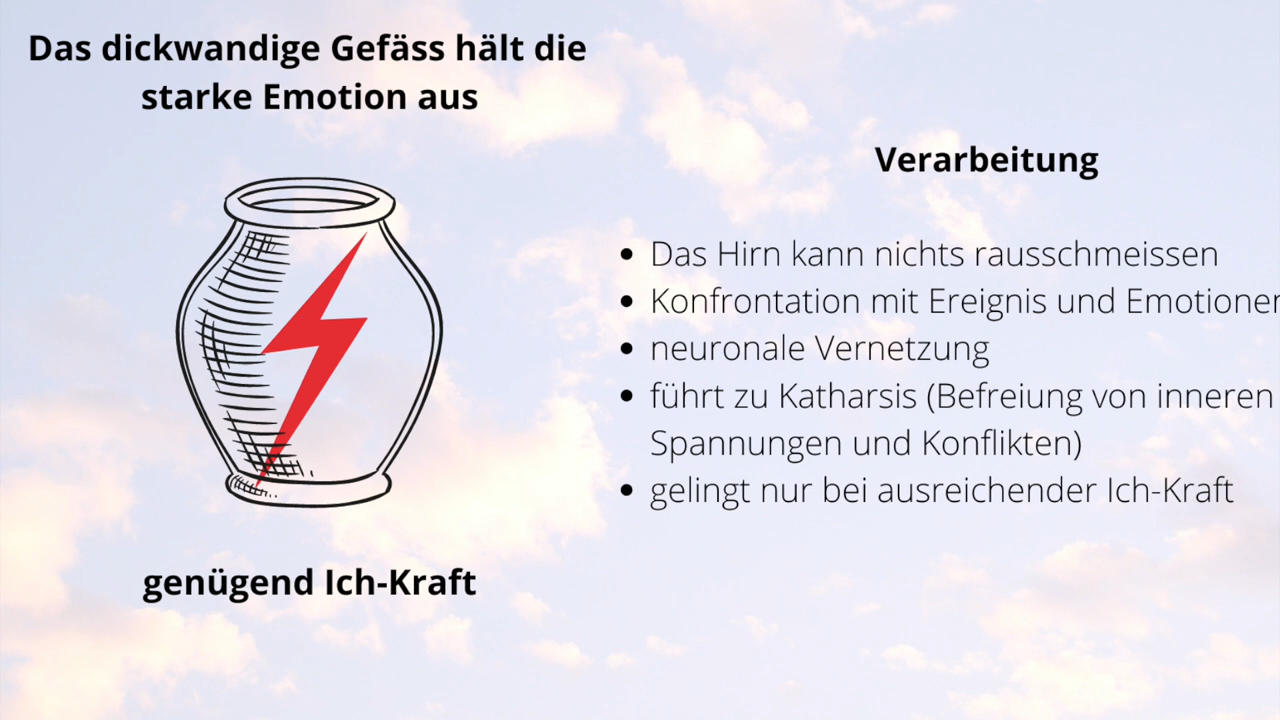 Das dickwandige Gefäss hält die
starke Emotion aus
genügend Ich-Kraft
Verarbeitung
• Das Hirn kann nichts rausschmeissen
• Konfrontation mit Ereignis und Emotionen
• neuronale Vernetzung
• führt zu Katharsis (Befreiung von inneren
Spannungen und Konflikten)
• gelingt nur bei ausreichender Ich-Kraft